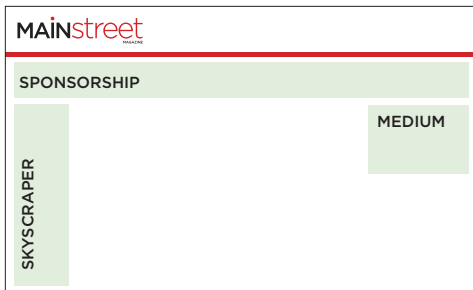 MAiNstreet
MAGAZINE
SPONSORSHIP
MEDIUM
SKYSCRAPER